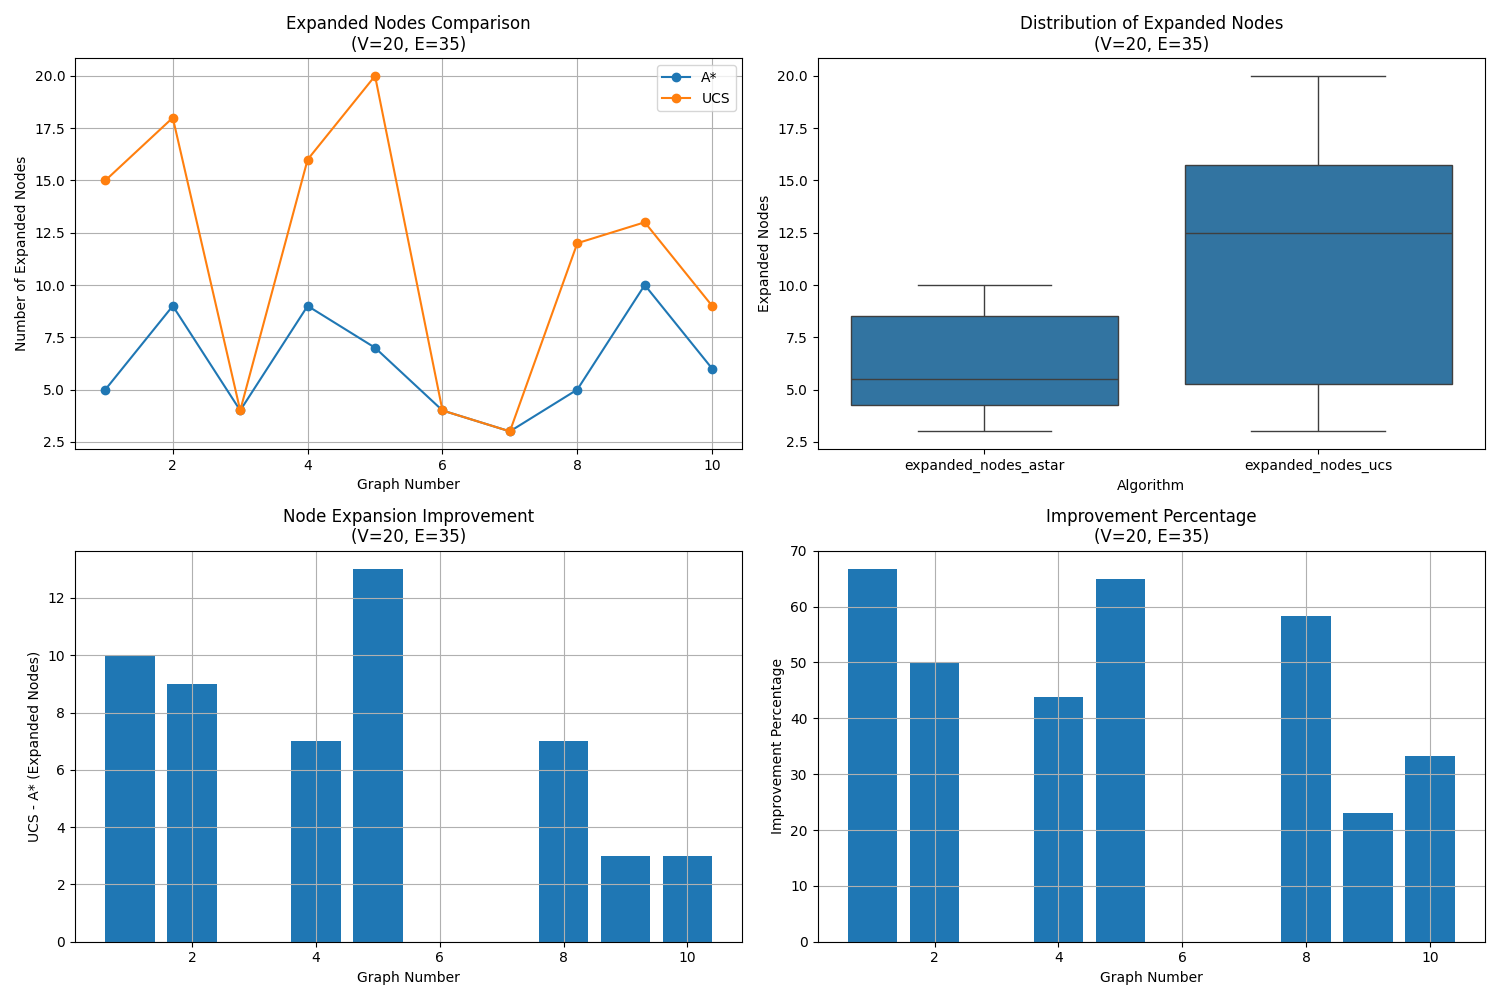 Expanded Nodes Comparison
(V=20, E=35)
Number of Expanded Nodes
20.0
17.5
15.0
12.5
10.0
7.5
5.0
2.5
A*
UCS
2
4
6
8
10
Graph Number
Distribution of Expanded Nodes
(V=20, E=35)
Expanded Nodes
20.0
17.5
15.0
12.5
10.0
7.5
5.0
2.5
expanded_nodes_astar
expanded_nodes_ucs
Algorithm
Node Expansion Improvement
(V=20, E=35)
UCS - A* (Expanded Nodes)
12
10
8
6
4
2
0
2
4
6
8
10
Graph Number
Improvement Percentage
(V=20, E=35)
Improvement Percentage
70
60
50
40
30
20
10
0
2
4
6
8
10
Graph Number